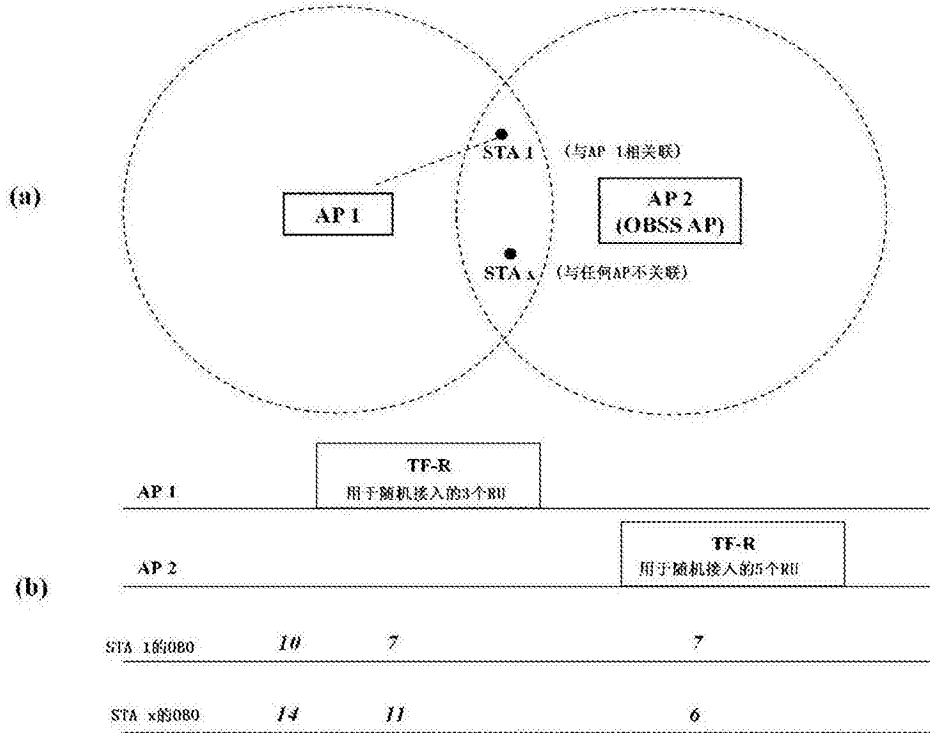 (a)
STA 1 (与AP 1相关联)
AP 1
AP 2
(OBSS AP)
STA x (与任何AP不关联)
(b)
AP 1
TF-R
用于随机接入的3个RU
AP 2
TF-R
用于随机接入的5个RU
STA 1的OBO 10 7 7
STA x的OBO 14 11 6